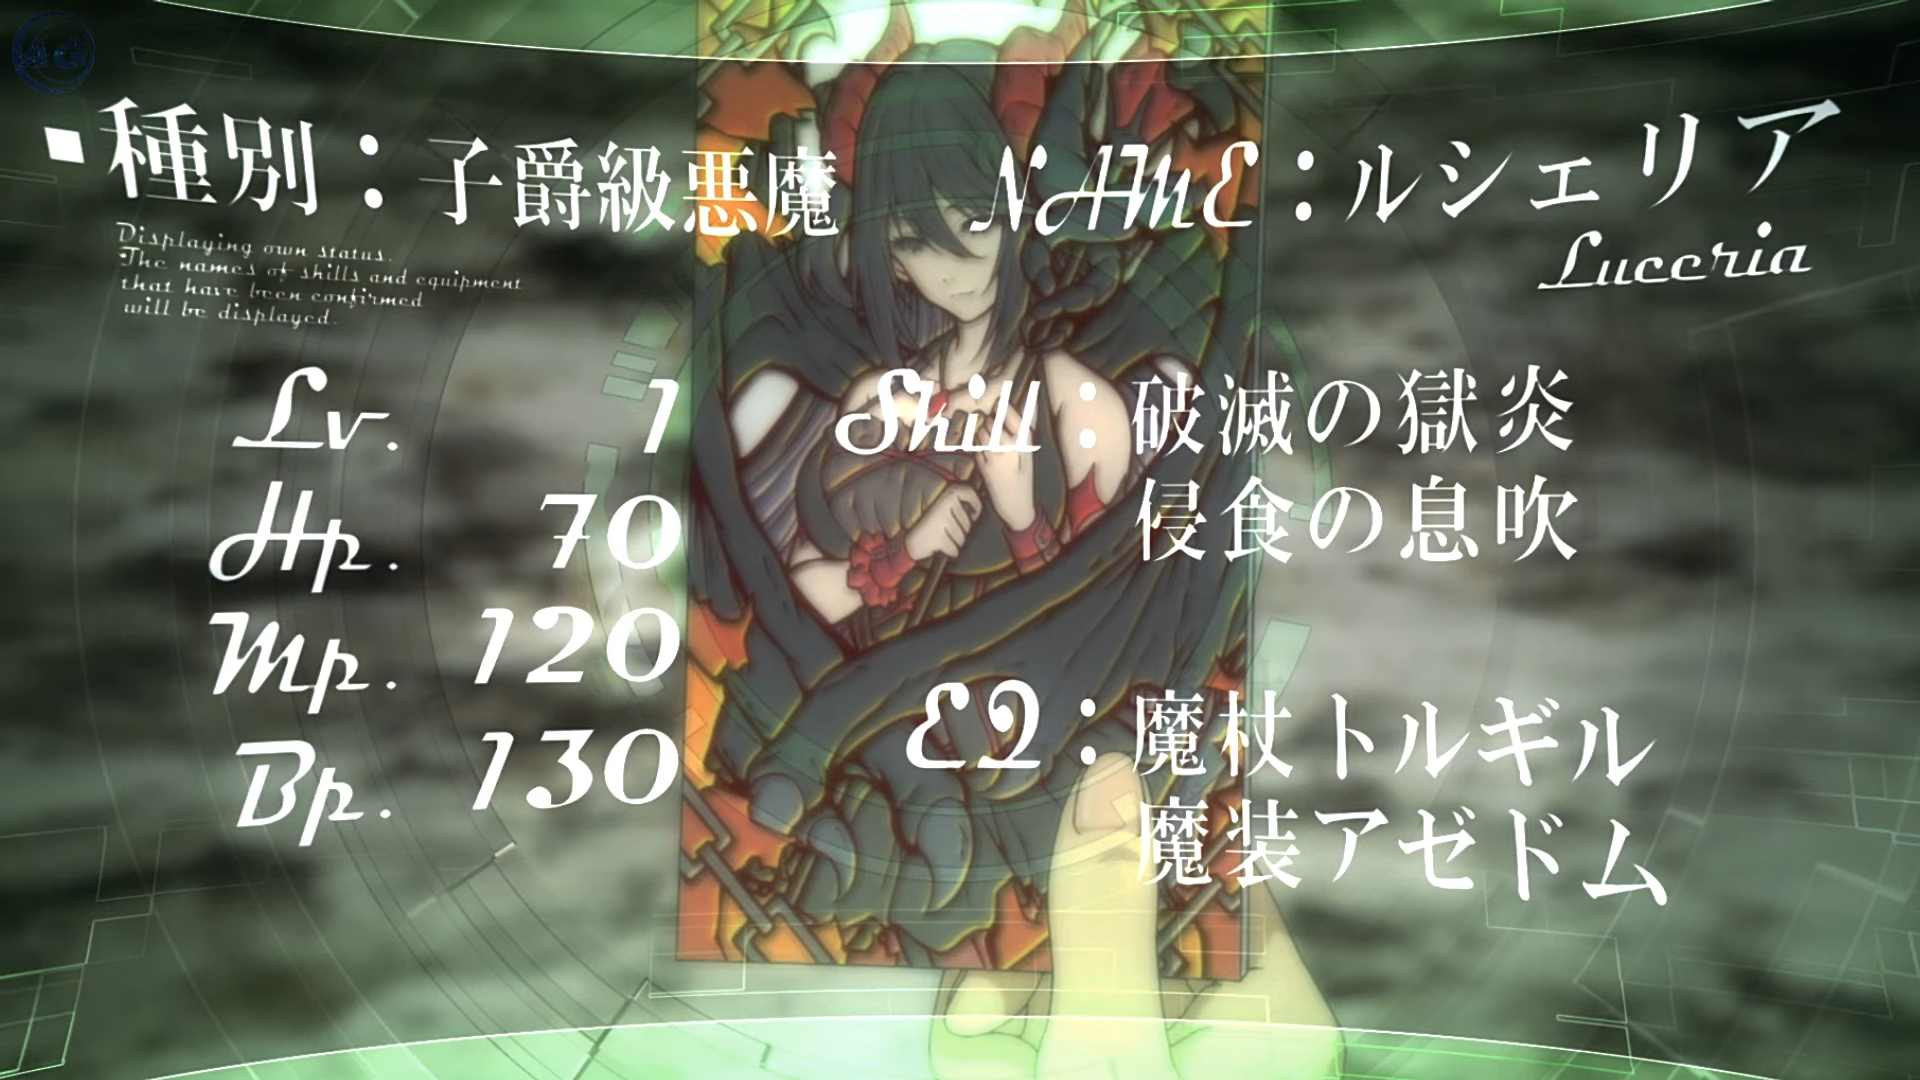 AG
種別：子爵級悪魔
NAME：ルシェリア
Luceria
Displaying own status.
The names of skills and equipment
that have been confirmed
will be displayed.
Lv. 1
Hp. 70
Mp. 120
Bp. 130
Skill：破滅の獄炎
侵食の息吹
EQ：魔杖トルギル
魔装アゼドム